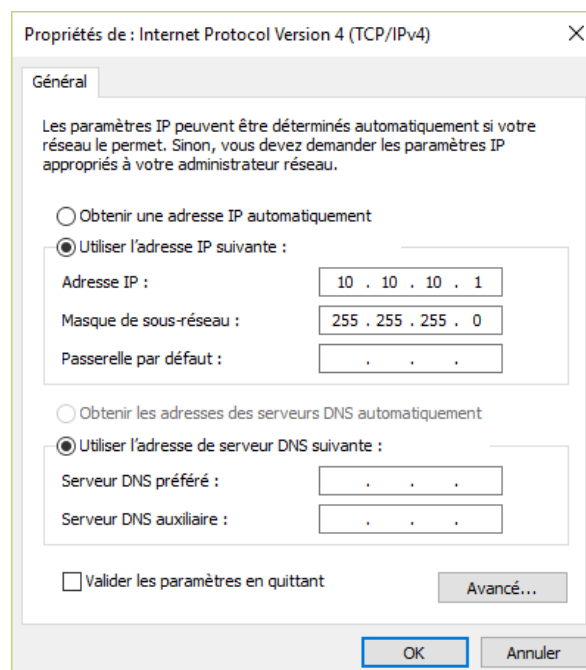 Propriétés de : Internet Protocol Version 4 (TCP/IPv4)
Général
Les paramètres IP peuvent être déterminés automatiquement si votre
réseau le permet. Sinon, vous devez demander les paramètres IP
appropriés à votre administrateur réseau.
Obtenir une adresse IP automatiquement
Utiliser l'adresse IP suivante :
Adresse IP : 10 . 10 . 10 . 1
Masque de sous-réseau : 255 . 255 . 255 . 0
Passerelle par défaut : . . .
Obtenir les adresses des serveurs DNS automatiquement
Utiliser l'adresse de serveur DNS suivante :
Serveur DNS préféré : . . .
Serveur DNS auxiliaire : . . .
Valider les paramètres en quittant
Avancé...
OK Annuler